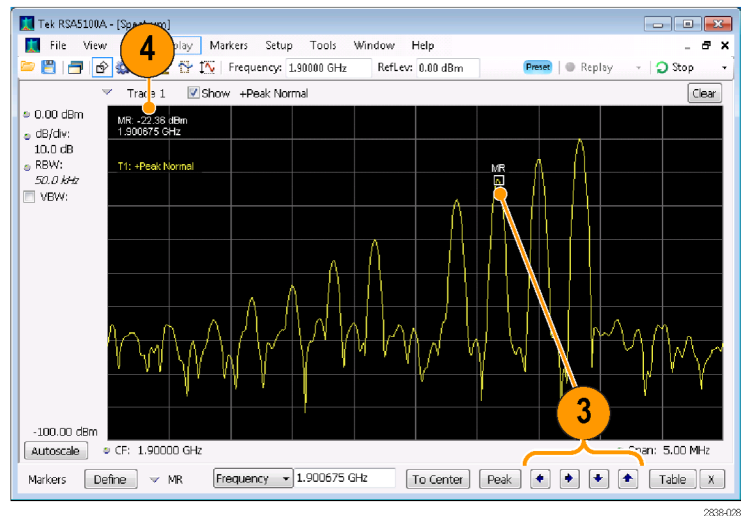 Tek RSA5100A - [Spectrum]
File View Markers Setup Tools Window Help
Frequency: 1.90000 GHz RefLev: 0.00 dBm Preset Replay Stop
4
Trace 1 Show +Peak Normal Clear
0.00 dBm
dB/div:
10.0 dB
RBW:
50.0 kHz
VBW:
MR: -22.36 dBm
1.900675 GHz
T1: +Peak Normal
MR
3
-100.00 dBm
Autoscale CF: 1.90000 GHz Span: 5.00 MHz
Markers Define MR Frequency 1.900675 GHz To Center Peak Table X
2838-028